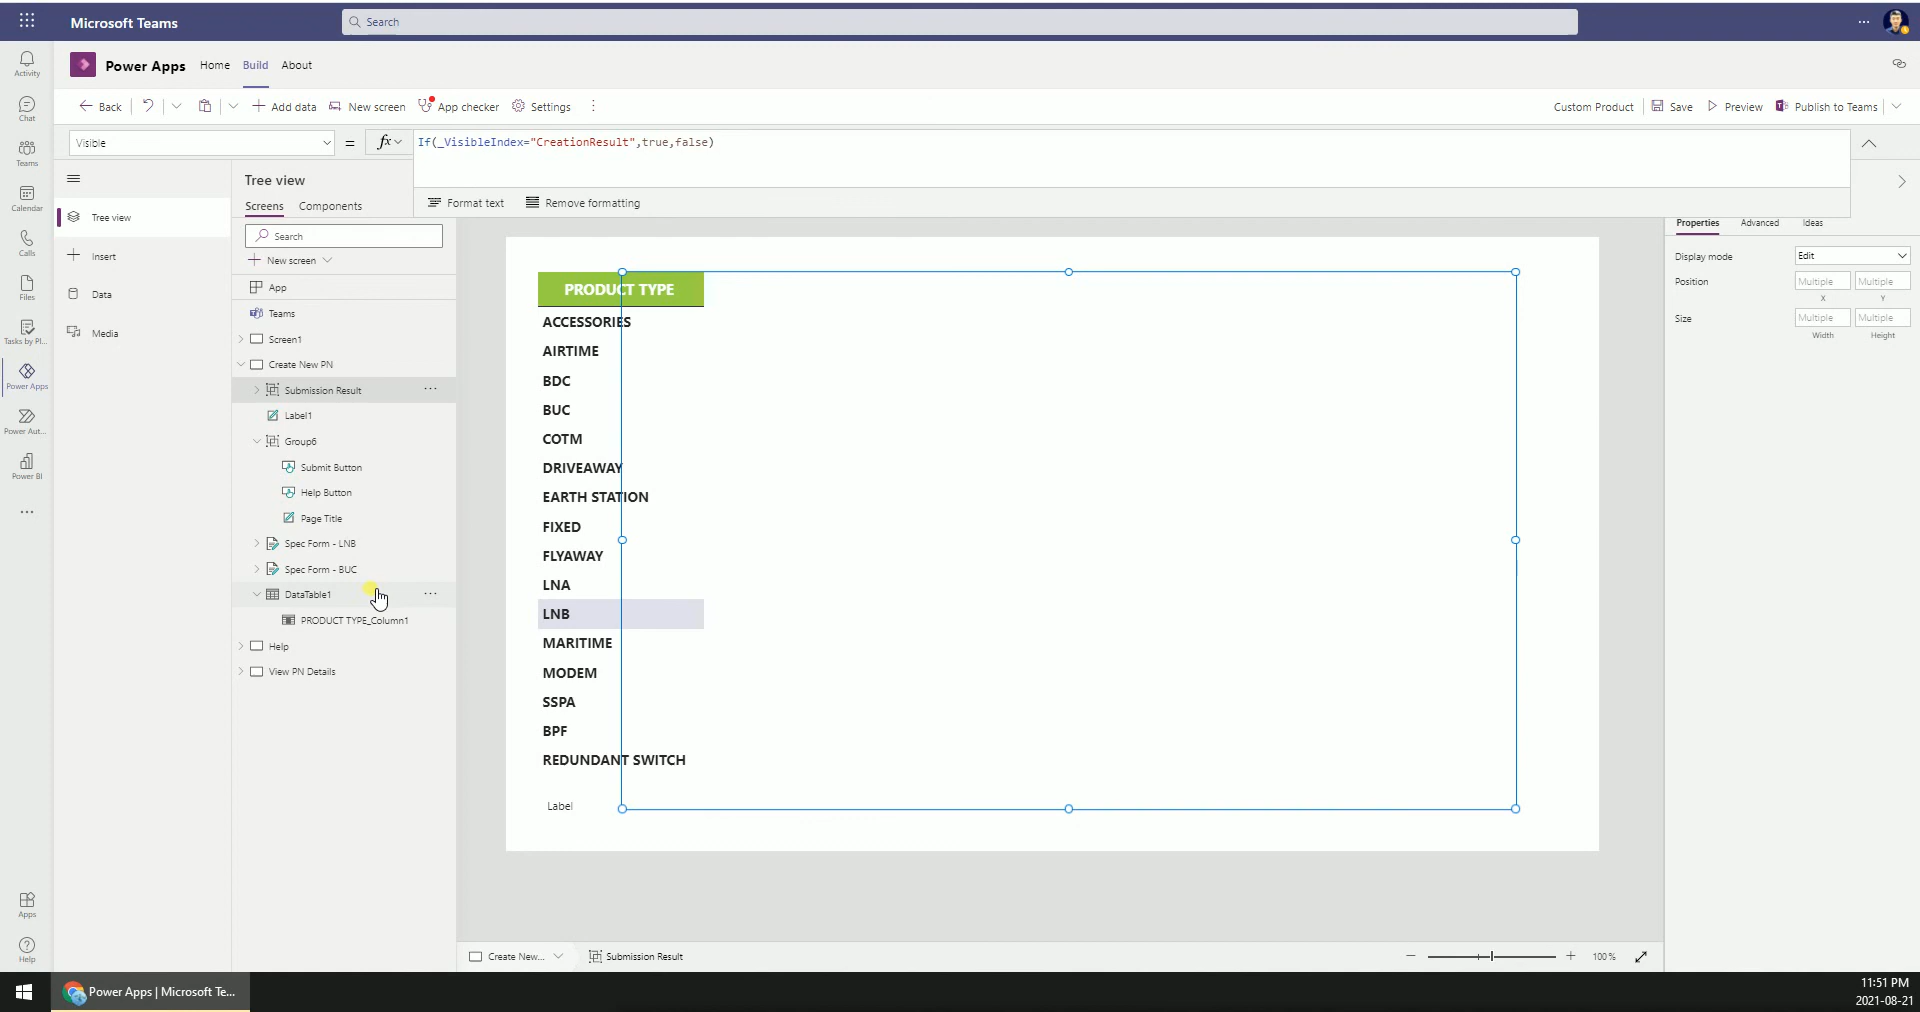 Microsoft Teams
Search
Power Apps Home Build About
Back Add data New screen App checker Settings
Custom Product Save Preview Publish to Teams
Visible = fx If(_VisibleIndex="CreationResult",true,false)
Format text Remove formatting
Activity
Chat
Teams
Calendar
Calls
Files
Tasks by Pl...
Power Apps
Power Aut...
Power BI
Apps
Help
Tree view
Insert
Data
Media
Tree view
Screens Components
Search
New screen
App
Teams
Screen1
Create New PN
Submission Result
Label1
Group6
Submit Button
Help Button
Page Title
Spec Form - LNB
Spec Form - BUC
DataTable1
PRODUCT TYPE_Column1
Help
View PN Details
PRODUCT TYPE
ACCESSORIES
AIRTIME
BDC
BUC
COTM
DRIVEAWAY
EARTH STATION
FIXED
FLYAWAY
LNA
LNB
MARITIME
MODEM
SSPA
BPF
REDUNDANT SWITCH
Label
Properties Advanced Ideas
Display mode Edit
Position Multiple Multiple
X Y
Size Multiple Multiple
Width Height
Create New... Submission Result
100%
Power Apps | Microsoft Te...
11:51 PM
2021-08-21